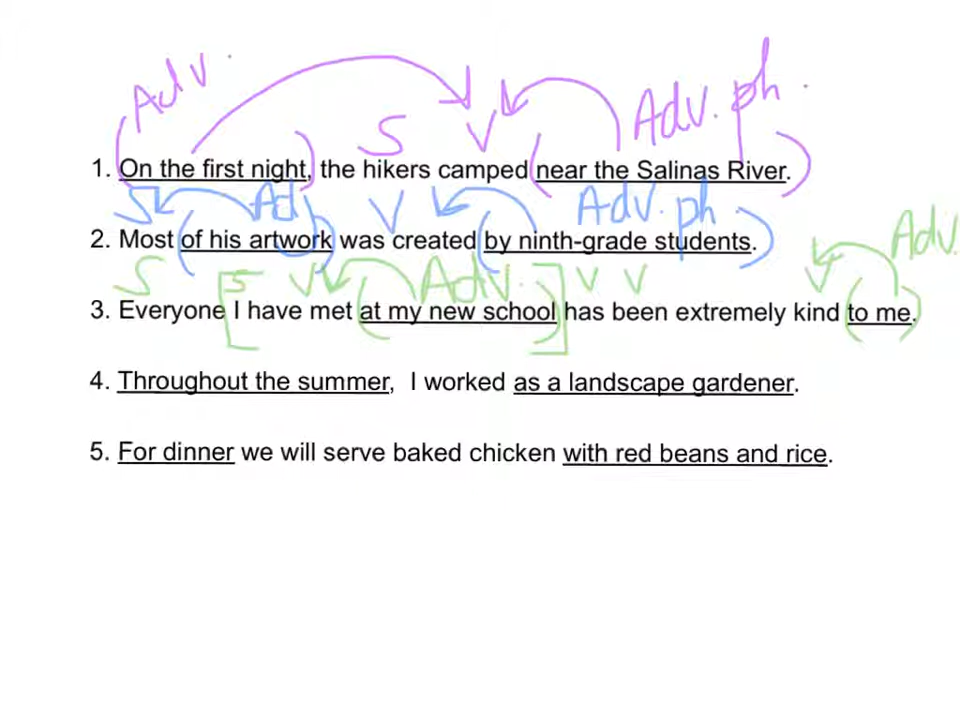 Adv. S V Adv. ph.
1. On the first night, the hikers camped near the Salinas River.
S Adj V Adv. ph.
2. Most of his artwork was created by ninth-grade students.
S S V Adv. V V V Adv.
3. Everyone I have met at my new school has been extremely kind to me.
4. Throughout the summer, I worked as a landscape gardener.
5. For dinner we will serve baked chicken with red beans and rice.